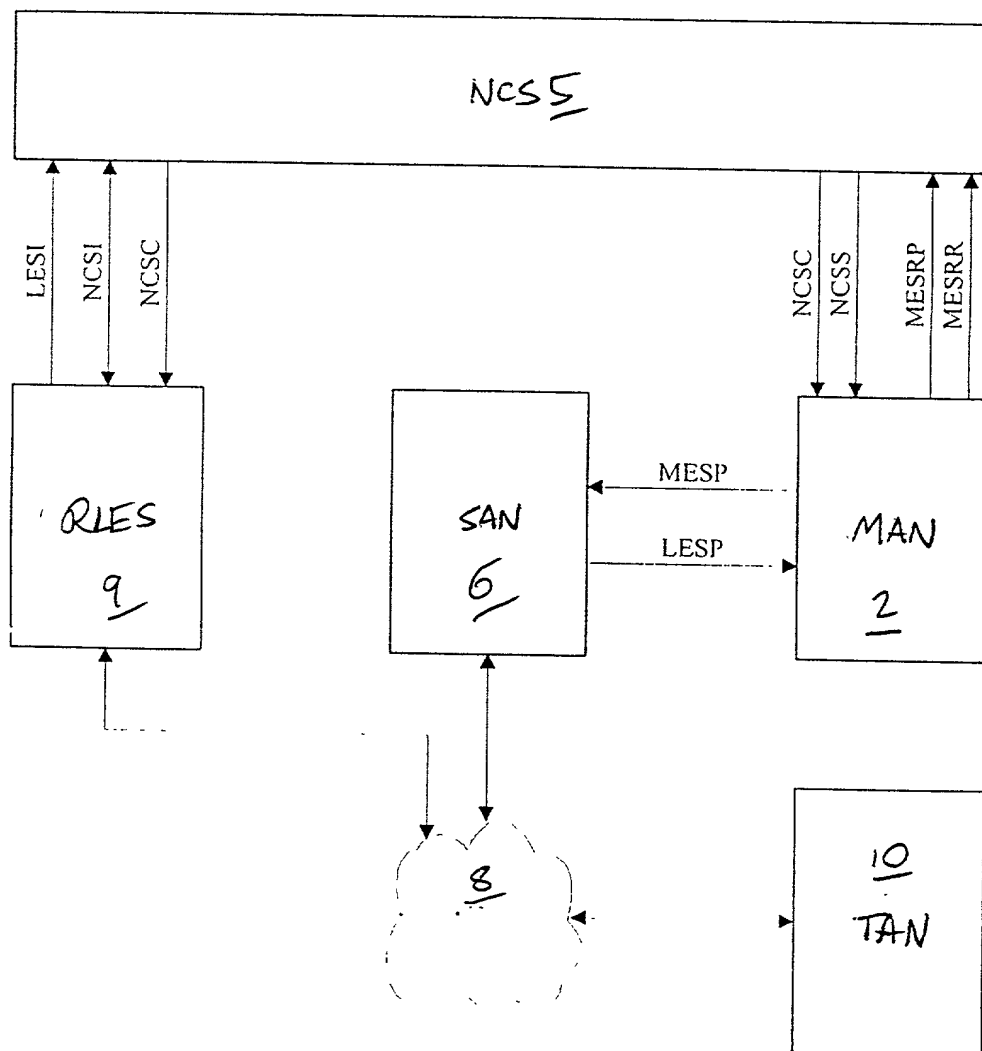 NCS 5
LESI
NCSI
NCSC
NCSC
NCSS
MESRP
MESRR
MESP
LESP
RLES
9
SAN
6
MAN
2
8
10
TAN